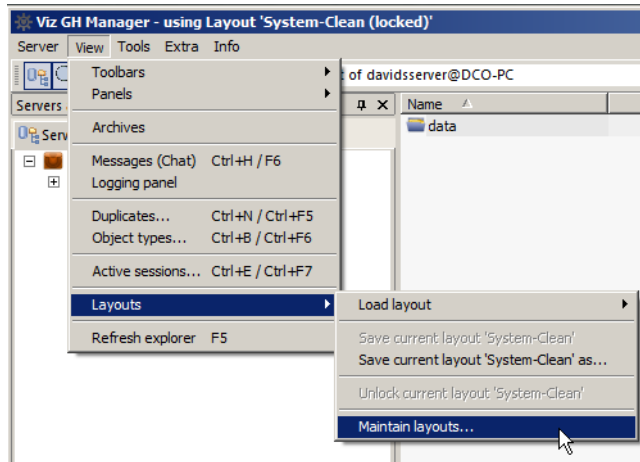 Viz GH Manager - using Layout 'System-Clean (locked)'
Server View Tools Extra Info
t of davidsserver@DCO-PC
Toolbars
Panels
Servers
Name
Serv
data
Archives
Messages (Chat) Ctrl+H / F6
Logging panel
Duplicates... Ctrl+N / Ctrl+F5
Object types... Ctrl+B / Ctrl+F6
Active sessions... Ctrl+E / Ctrl+F7
Layouts
Refresh explorer F5
Load layout
Save current layout 'System-Clean'
Save current layout 'System-Clean' as...
Unlock current layout 'System-Clean'
Maintain layouts...